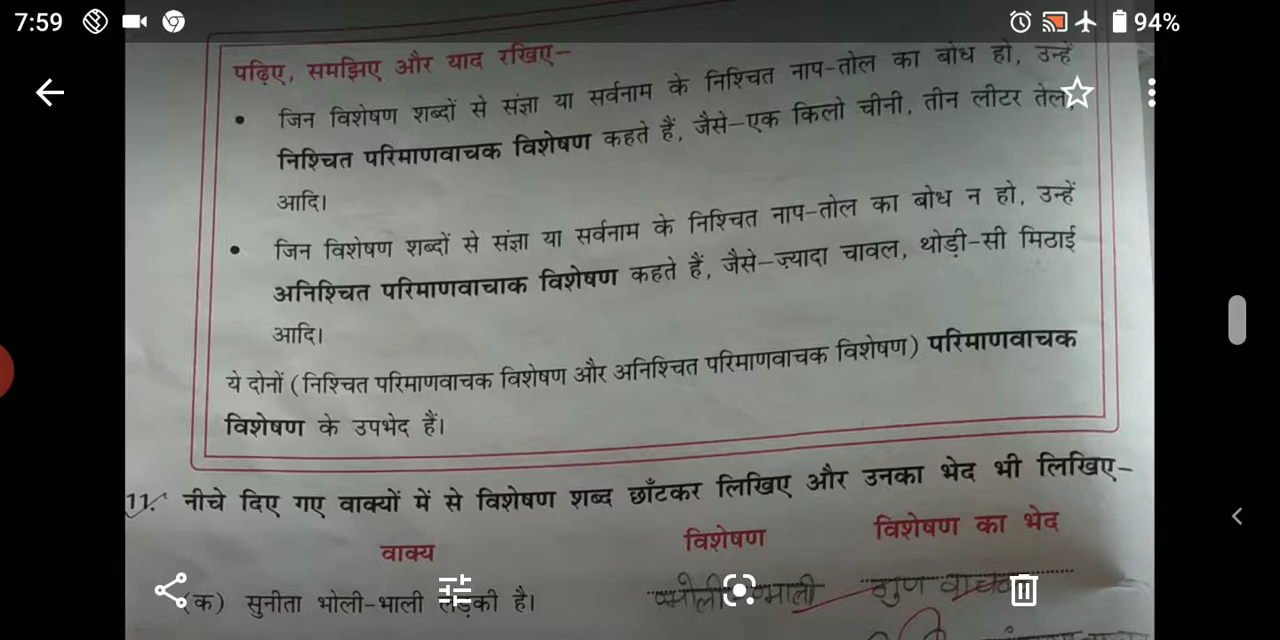 7:59
94%
पढ़िए, समझिए और याद रखिए–
• जिन विशेषण शब्दों से संज्ञा या सर्वनाम के निश्चित नाप-तोल का बोध हो, उन्हें
निश्चित परिमाणवाचक विशेषण कहते हैं, जैसे–एक किलो चीनी, तीन लीटर तेल
आदि।
• जिन विशेषण शब्दों से संज्ञा या सर्वनाम के निश्चित नाप-तोल का बोध न हो, उन्हें
अनिश्चित परिमाणवाचाक विशेषण कहते हैं, जैसे–ज़्यादा चावल, थोड़ी-सी मिठाई
आदि।
ये दोनों (निश्चित परिमाणवाचक विशेषण और अनिश्चित परिमाणवाचक विशेषण) परिमाणवाचक
विशेषण के उपभेद हैं।
11. नीचे दिए गए वाक्यों में से विशेषण शब्द छाँटकर लिखिए और उनका भेद भी लिखिए–
वाक्य विशेषण विशेषण का भेद
(क) सुनीता भोली-भाली लड़की है। भोली-भाली गुण वाचक